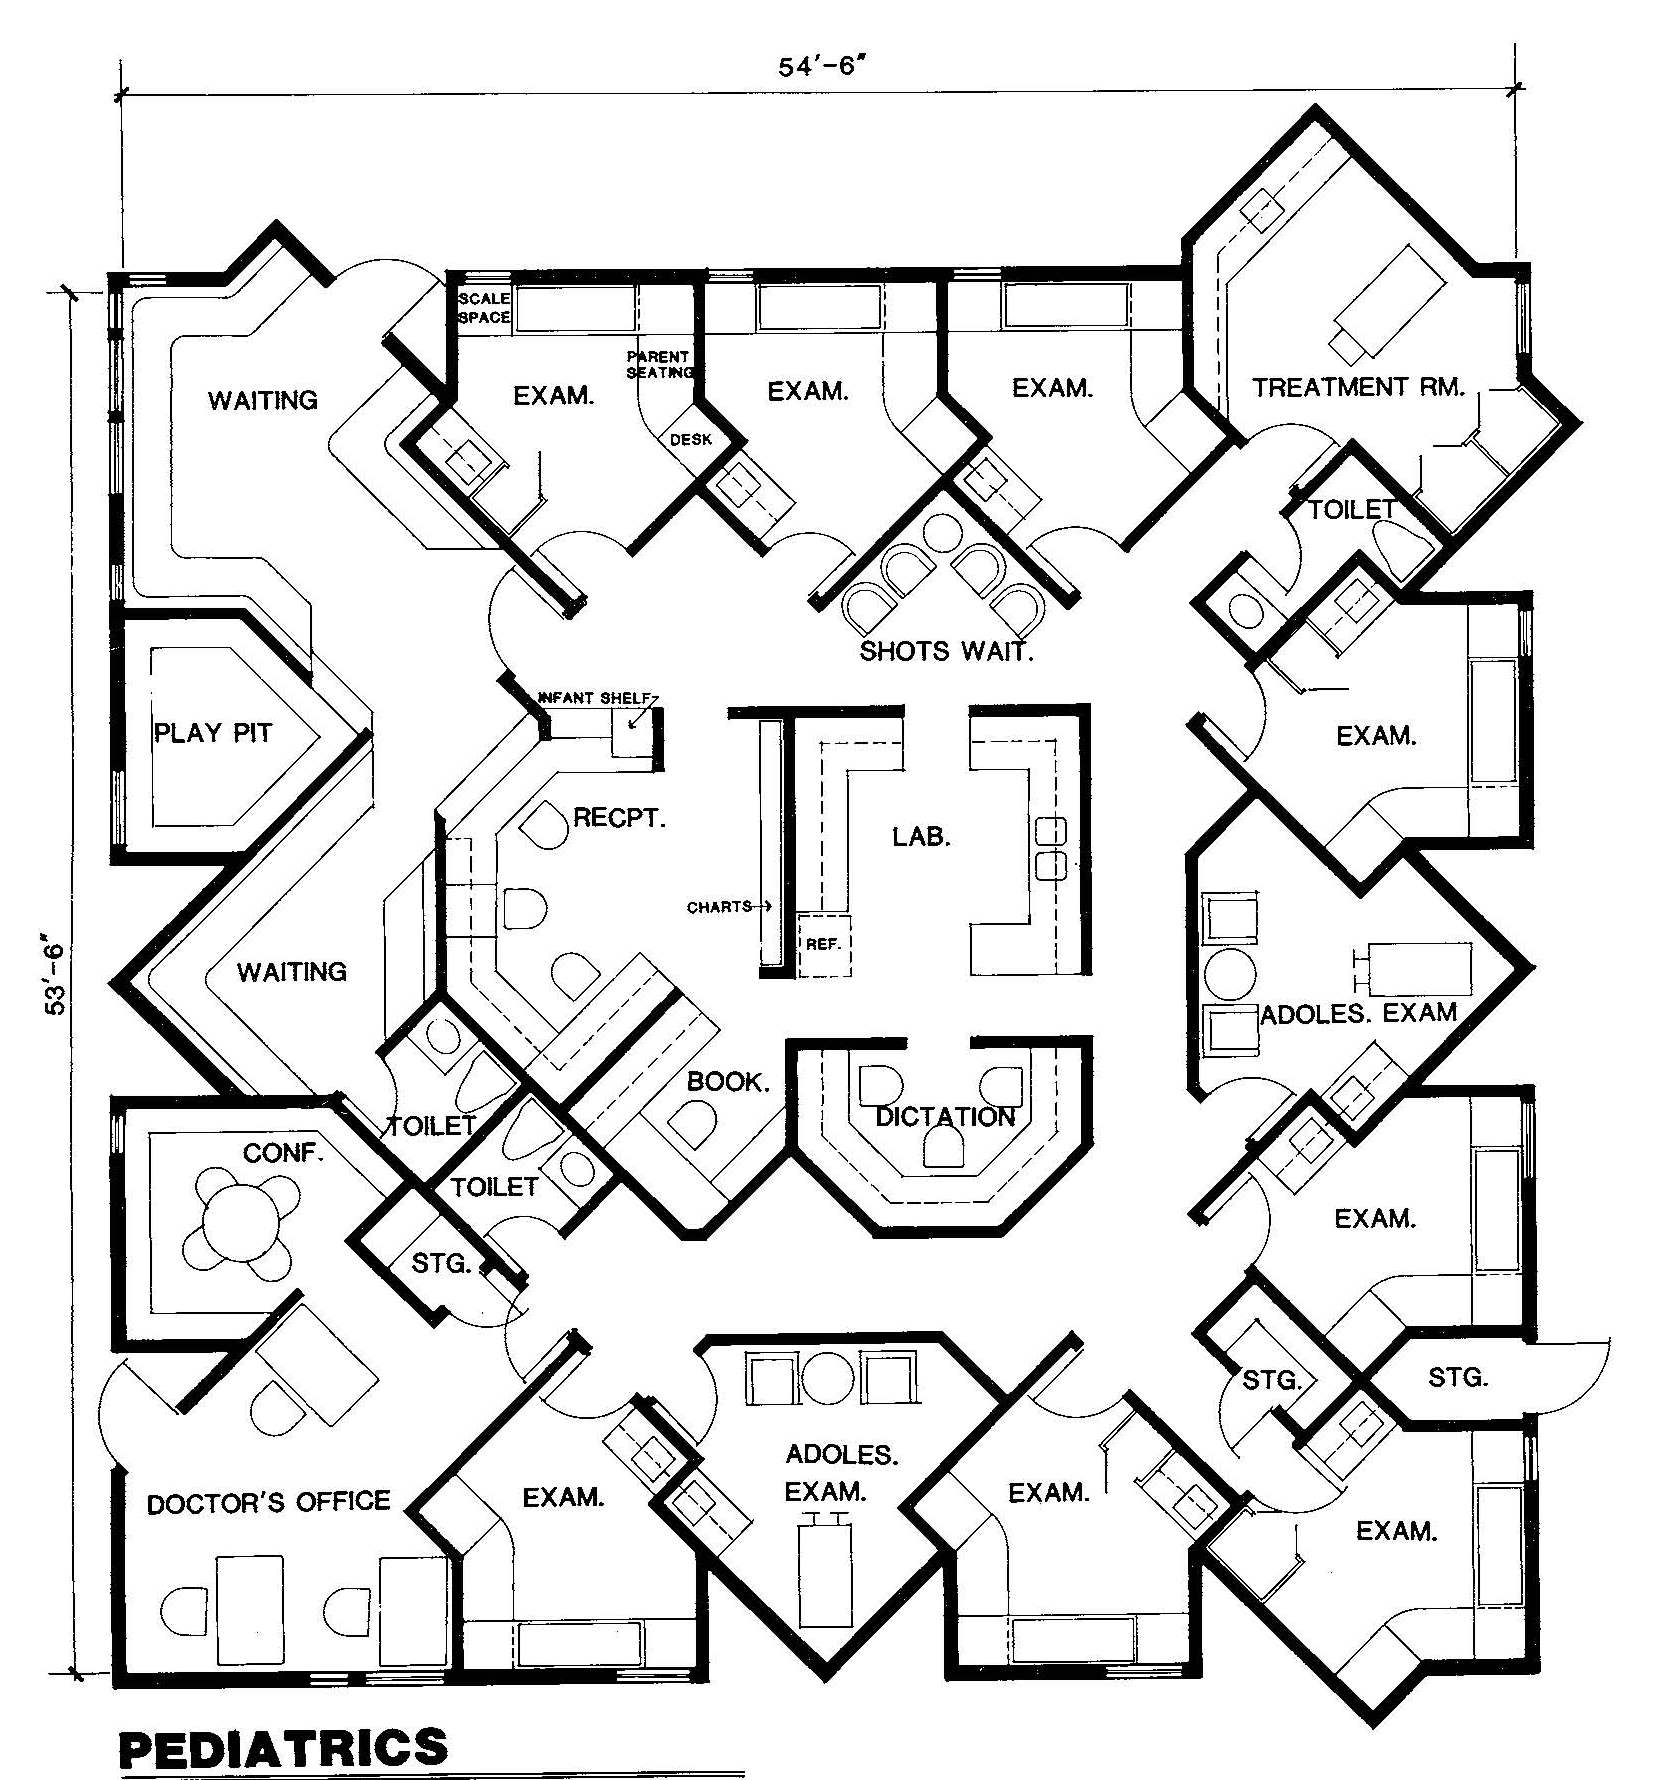 54'-6"
SCALE
SPACE
PARENT
SEATING
WAITING
EXAM.
EXAM.
EXAM.
TREATMENT RM.
DESK
TOILET
SHOTS WAIT.
INFANT SHELF
PLAY PIT
EXAM.
RECPT.
LAB.
CHARTS
REF.
53'-6"
WAITING
ADOLES. EXAM
BOOK.
DICTATION
TOILET
CONF.
TOILET
EXAM.
STG.
STG.
STG.
ADOLES.
EXAM.
EXAM.
EXAM.
DOCTOR'S OFFICE
EXAM.
PEDIATRICS